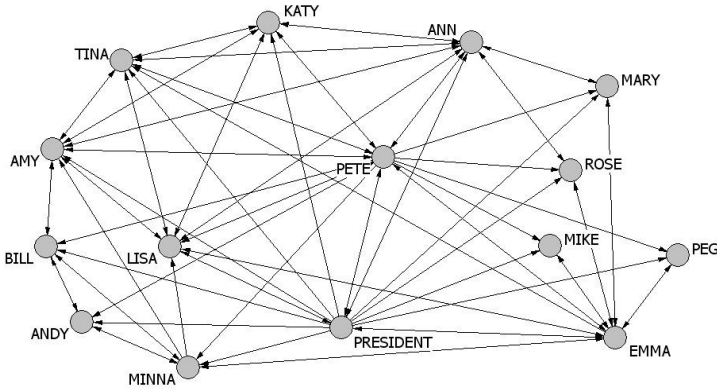 KATY
ANN
TINA
MARY
AMY
PETE
ROSE
BILL
LISA
MIKE
PEG
ANDY
PRESIDENT
EMMA
MINNA